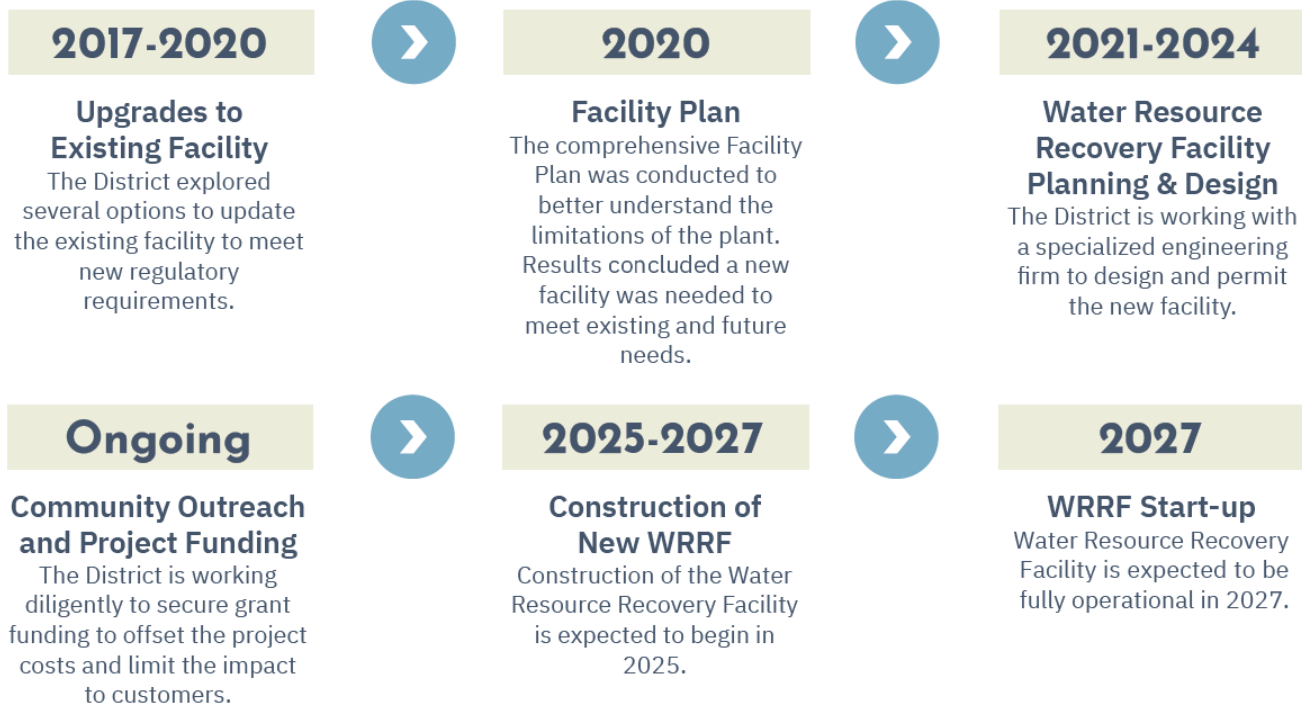 2017-2020
Upgrades to
Existing Facility
The District explored
several options to update
the existing facility to meet
new regulatory
requirements.
2020
Facility Plan
The comprehensive Facility
Plan was conducted to
better understand the
limitations of the plant.
Results concluded a new
facility was needed to
meet existing and future
needs.
2021-2024
Water Resource
Recovery Facility
Planning & Design
The District is working with
a specialized engineering
firm to design and permit
the new facility.
Ongoing
Community Outreach
and Project Funding
The District is working
diligently to secure grant
funding to offset the project
costs and limit the impact
to customers.
2025-2027
Construction of
New WRRF
Construction of the Water
Resource Recovery Facility
is expected to begin in
2025.
2027
WRRF Start-up
Water Resource Recovery
Facility is expected to be
fully operational in 2027.